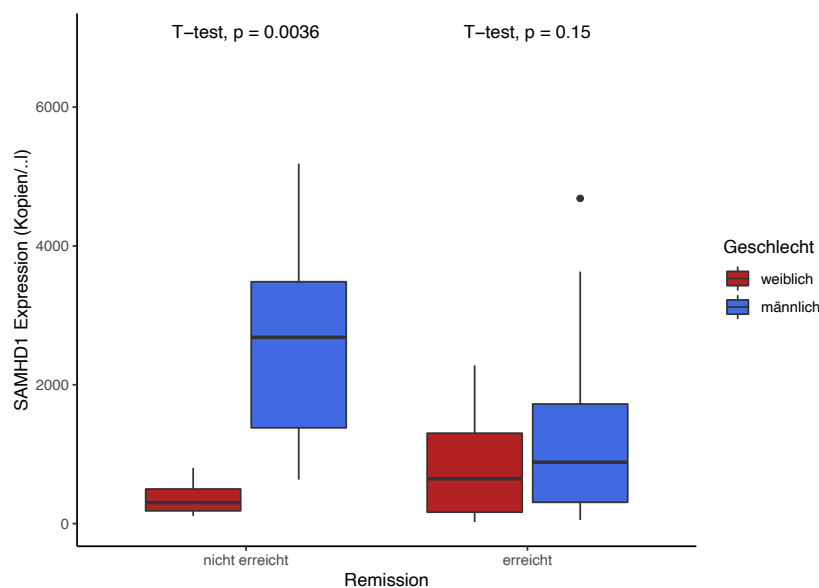 T−test, p = 0.0036
T−test, p = 0.15
6000
4000
2000
0
SAMHD1 Expression (Kopien/..l)
nicht erreicht
erreicht
Remission
Geschlecht
weiblich
männlich